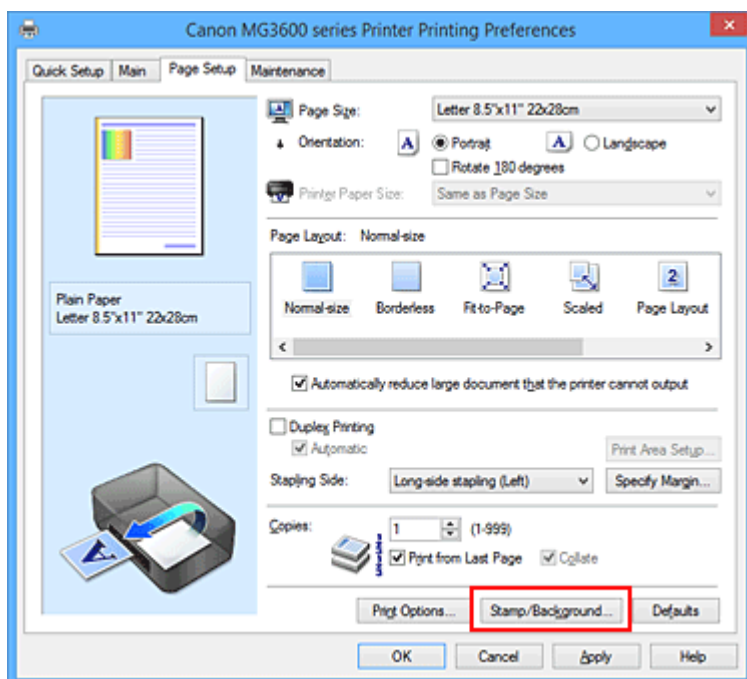 Canon MG3600 series Printer Printing Preferences
Quick Setup Main Page Setup Maintenance
Page Size: Letter 8.5"x11" 22x28cm
Orientation: A Portrait A Landscape
Rotate 180 degrees
Printer Paper Size: Same as Page Size
Page Layout: Normal-size
Normal-size Borderless Fit-to-Page Scaled Page Layout
Plain Paper
Letter 8.5"x11" 22x28cm
Automatically reduce large document that the printer cannot output
Duplex Printing
Automatic Print Area Setup...
Stapling Side: Long-side stapling (Left) Specify Margin...
Copies: 1 (1-999)
Print from Last Page Collate
Print Options... Stamp/Background... Defaults
OK Cancel Apply Help